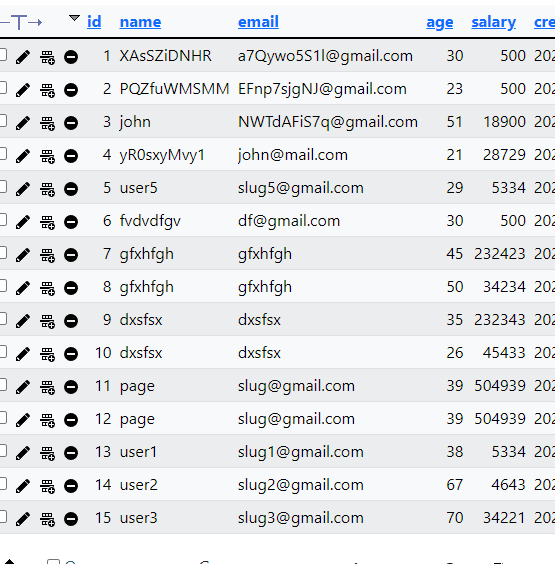 id name email age salary cre
1 XAsSZiDNHR a7Qywo5S1l@gmail.com 30 500 202
2 PQZfuWMSMM EFnp7sjgNJ@gmail.com 23 500 202
3 john NWTdAFiS7q@gmail.com 51 18900 202
4 yR0sxyMvy1 john@mail.com 21 28729 202
5 user5 slug5@gmail.com 29 5334 202
6 fvdvdfgv df@gmail.com 30 500 202
7 gfxhfgh gfxhfgh 45 232423 202
8 gfxhfgh gfxhfgh 50 34234 202
9 dxsfsx dxsfsx 35 232343 202
10 dxsfsx dxsfsx 26 45433 202
11 page slug@gmail.com 39 504939 202
12 page slug@gmail.com 39 504939 202
13 user1 slug1@gmail.com 38 5334 202
14 user2 slug2@gmail.com 67 4643 202
15 user3 slug3@gmail.com 70 34221 202